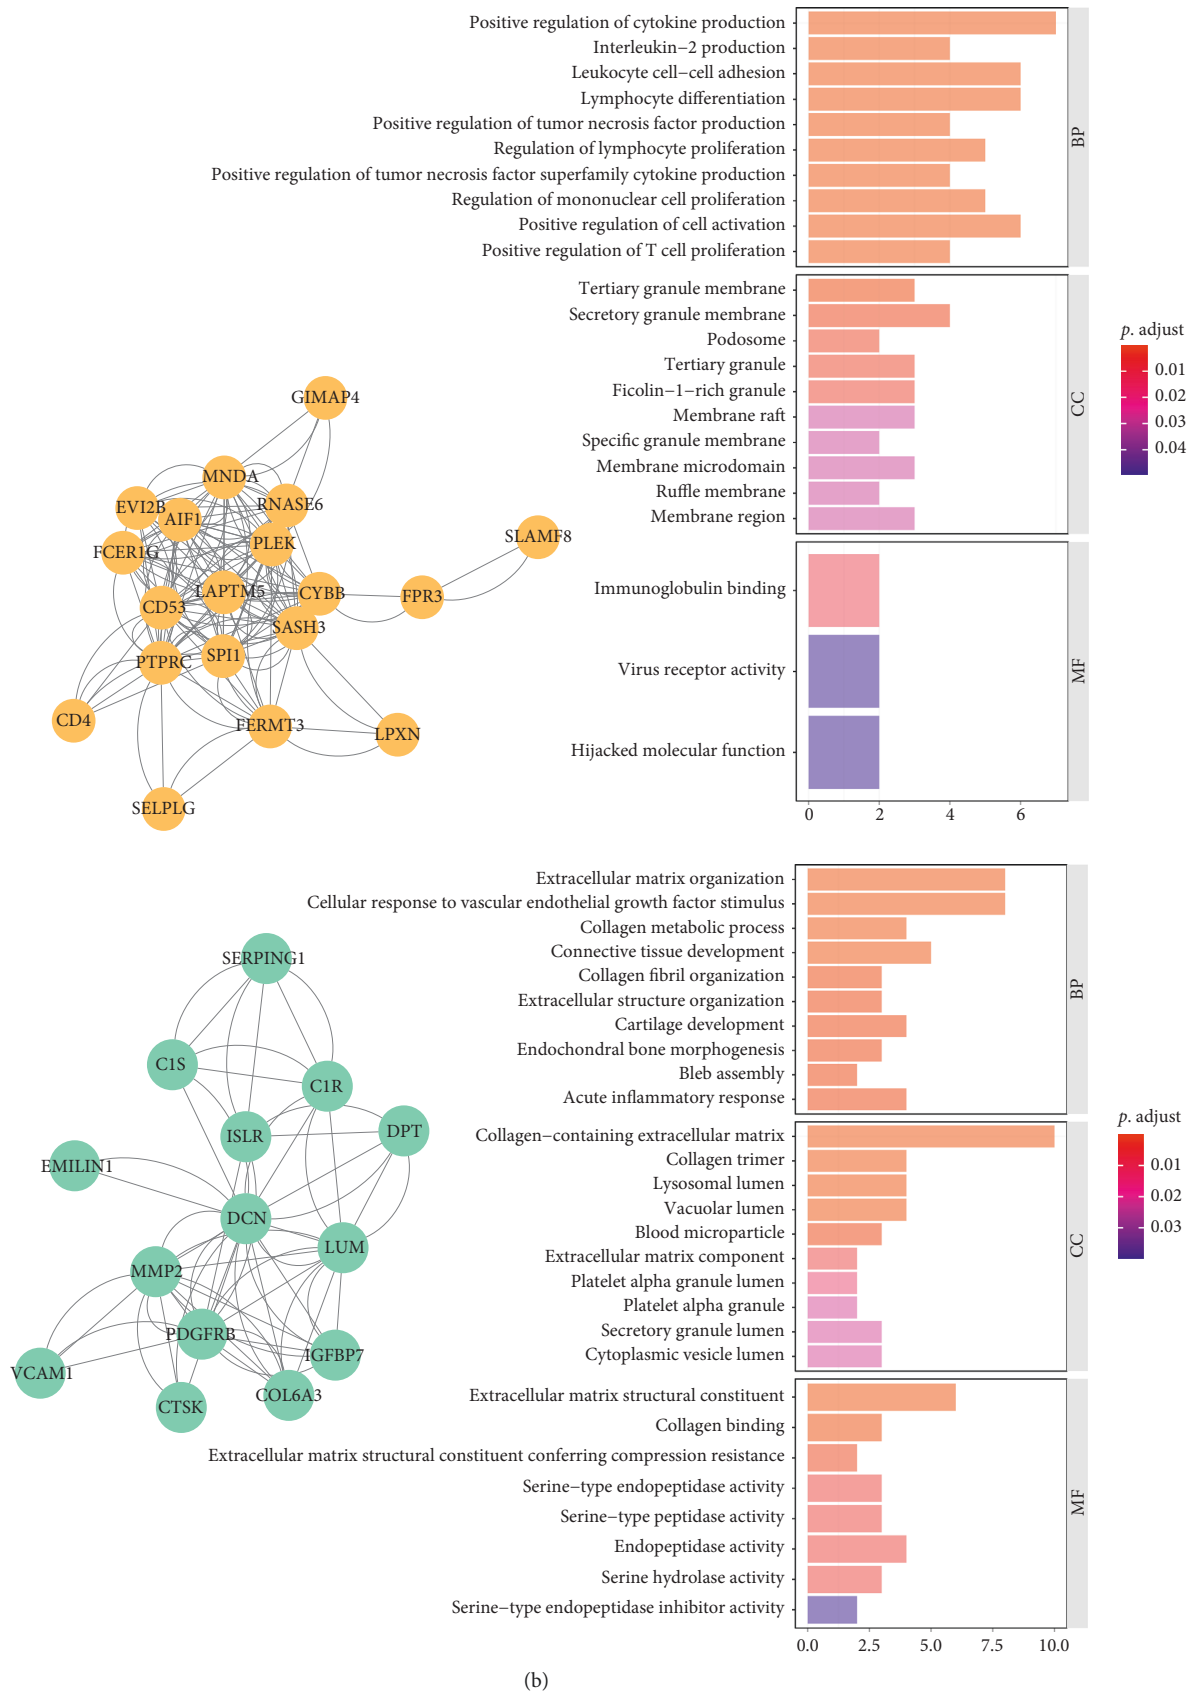 Positive regulation of cytokine production
Interleukin−2 production
Leukocyte cell−cell adhesion
Lymphocyte differentiation
Positive regulation of tumor necrosis factor production
Regulation of lymphocyte proliferation
Positive regulation of tumor necrosis factor superfamily cytokine production
Regulation of mononuclear cell proliferation
Positive regulation of cell activation
Positive regulation of T cell proliferation
BP
Tertiary granule membrane
Secretory granule membrane
Podosome
Tertiary granule
Ficolin−1−rich granule
Membrane raft
Specific granule membrane
Membrane microdomain
Ruffle membrane
Membrane region
CC
Immunoglobulin binding
Virus receptor activity
Hijacked molecular function
MF
0 2 4 6
p. adjust
0.01
0.02
0.03
0.04
GIMAP4
MNDA
EVI2B
AIF1
RNASE6
FCER1G
PLEK
SLAMF8
LAPTM5
CYBB
FPR3
CD53
SASH3
PTPRC
SPI1
CD4
FERMT3
LPXN
SELPLG
Extracellular matrix organization
Cellular response to vascular endothelial growth factor stimulus
Collagen metabolic process
Connective tissue development
Collagen fibril organization
Extracellular structure organization
Cartilage development
Endochondral bone morphogenesis
Bleb assembly
Acute inflammatory response
BP
Collagen−containing extracellular matrix
Collagen trimer
Lysosomal lumen
Vacuolar lumen
Blood microparticle
Extracellular matrix component
Platelet alpha granule lumen
Platelet alpha granule
Secretory granule lumen
Cytoplasmic vesicle lumen
CC
Extracellular matrix structural constituent
Collagen binding
Extracellular matrix structural constituent conferring compression resistance
Serine−type endopeptidase activity
Serine−type peptidase activity
Endopeptidase activity
Serine hydrolase activity
Serine−type endopeptidase inhibitor activity
MF
0.0 2.5 5.0 7.5 10.0
p. adjust
0.01
0.02
0.03
SERPING1
C1S
C1R
ISLR
DPT
EMILIN1
DCN
LUM
MMP2
PDGFRB
IGFBP7
VCAM1
COL6A3
CTSK
(b)